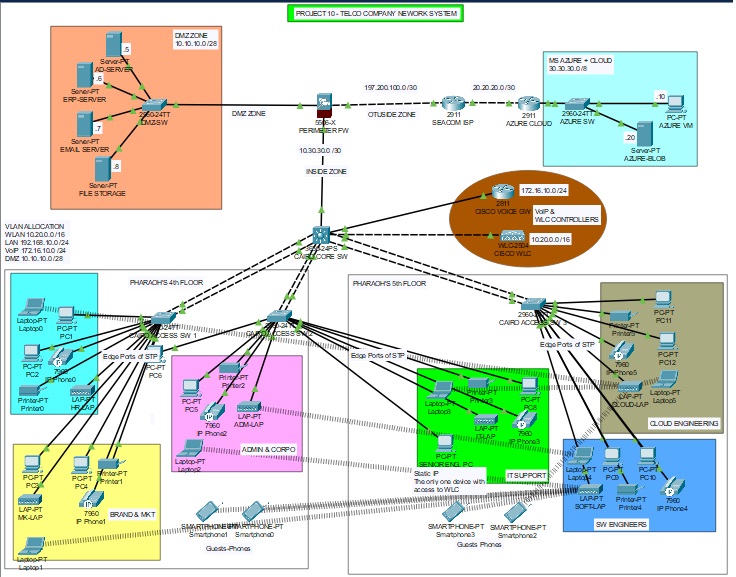 PROJECT 10 - TELCO COMPANY NEWORK SYSTEM
DMZ ZONE
10.10.10.0/28
.5
Server-PT
AD-SERVER
.6
Server-PT
ERP-SERVER
.7
Server-PT
EMAIL SERVER
.8
Server-PT
FILE STORAGE
2960-24TT
DMZ-SW
DMZ ZONE
5506-X
PERIMETER FW
197.200.100.0 /30
OTUSIDE ZONE
2911
SEACOM ISP
20.20.20.0 /30
2911
AZURE CLOUD
MS AZURE + CLOUD
30.30.30.0 /8
2960-24TT
AZURE SW
.10
PC-PT
AZURE VM
.20
Server-PT
AZURE-BLOB
10.30.30.0 /30
INSIDE ZONE
2811
CISCO VOICE GW
172.16.10.0 /24
VoIP &
WLC CONTROLLERS
WLC-2504
CISCO WLC
10.20.0.0 /16
CAIRO CORE SW
VLAN ALLOCATION
WLAN 10.20.0.0 /16
LAN 192.168.10.0 /24
VoIP 172.16.10.0 /24
DMZ 10.10.10.0 /28
PHARAOH'S 4th FLOOR
PHARAOH'S 5th FLOOR
CAIRO ACCESS SW 1
CAIRO ACCESS SW 3
Edge Ports of STP
Edge Ports of STP
Edge Ports of STP
Laptop-PT
Laptop0
PC-PT
PC1
PC-PT
PC2
7960
IP Phone0
Printer-PT
Printer0
LAP-PT
HR-LAP
PC-PT
PC6
PC-PT
PC5
Printer-PT
Printer2
7960
IP Phone2
LAP-PT
ADM-LAP
Laptop-PT
Laptop2
ADMIN & CORPO
PC-PT
PC3
PC-PT
PC4
Printer-PT
Printer1
LAP-PT
MK-LAP
7960
IP Phone1
BRAND & MKT
Laptop-PT
Laptop1
SMARTPHONE-PT
Smartphone1
SMARTPHONE-PT
Smartphone0
Guests-Phones
Laptop-PT
Printer-PT
Printer3
PC-PT
PC8
LAP-PT
IT-LAP
7960
IP Phone3
PC-PT
SENIOR ENG. PC
IT SUPPORT
Static IP
The only one device with
access to WLC
SMARTPHONE-PT
Smartphone3
SMARTPHONE-PT
Smartphone2
Guests Phones
PC-PT
PC11
Printer-PT
Printer5
7960
IP Phone5
PC-PT
PC12
LAP-PT
CLOUD-LAP
Laptop-PT
Laptop5
CLOUD ENGINEERING
Laptop-PT
Laptop4
PC-PT
PC9
PC-PT
PC10
LAP-PT
SOFT-LAP
Printer-PT
Printer4
7960
IP Phone4
SW ENGINEERS